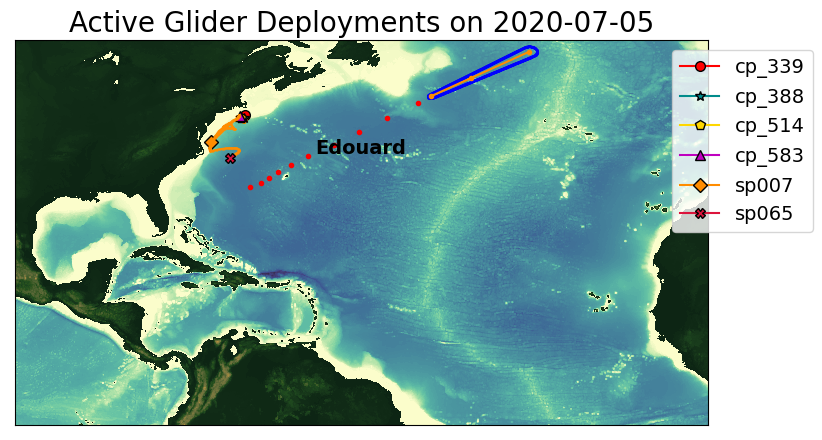 Active Glider Deployments on 2020-07-05
cp_339
cp_388
cp_514
cp_583
sp007
sp065
Edouard